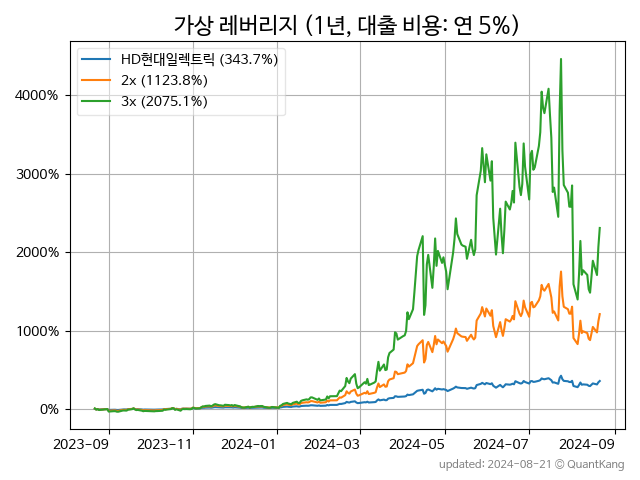 가상 레버리지 (1년, 대출 비용: 연 5%)
HD현대일렉트릭 (343.7%)
2x (1123.8%)
3x (2075.1%)
4000%
3000%
2000%
1000%
0%
2023-09 2023-11 2024-01 2024-03 2024-05 2024-07 2024-09
updated: 2024-08-21 © QuantKang